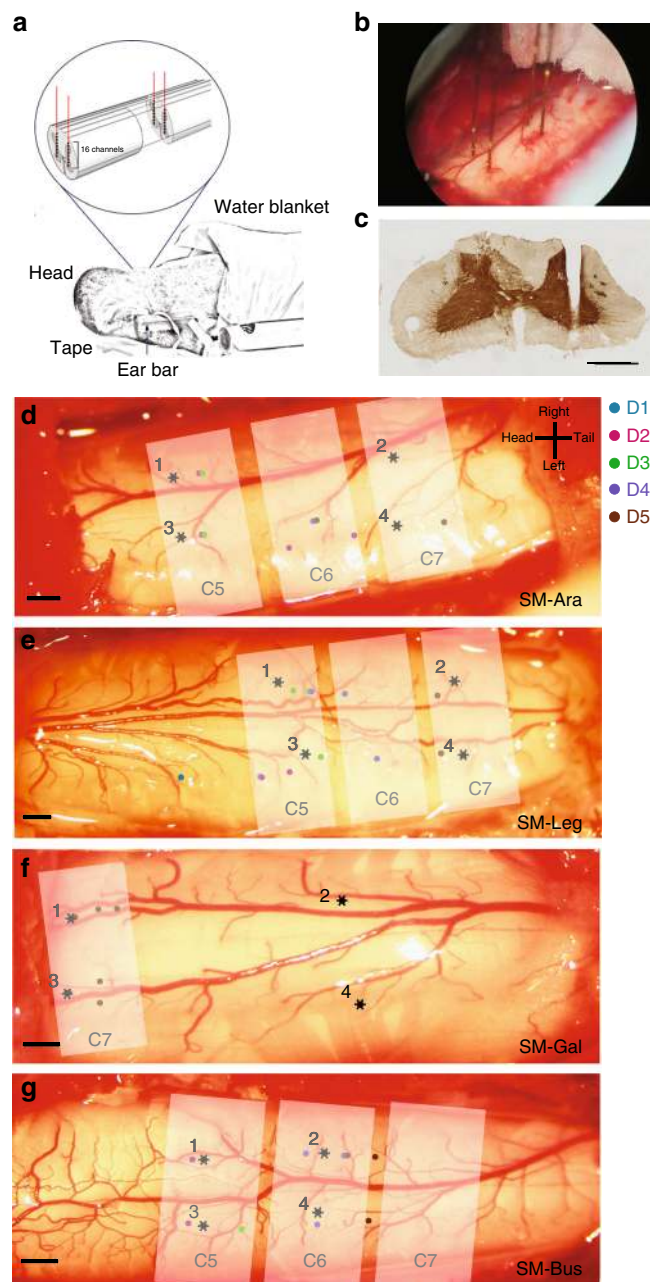 a
16 channels
Water blanket
Head
Tape
Ear bar
b
c
d
Right
Head
Tail
Left
D1
D2
D3
D4
D5
1
2
3
4
C5
C6
C7
SM-Ara
e
1
2
3
4
C5
C6
C7
SM-Leg
f
1
2
3
4
C7
SM-Gal
g
1
2
3
4
C5
C6
C7
SM-Bus